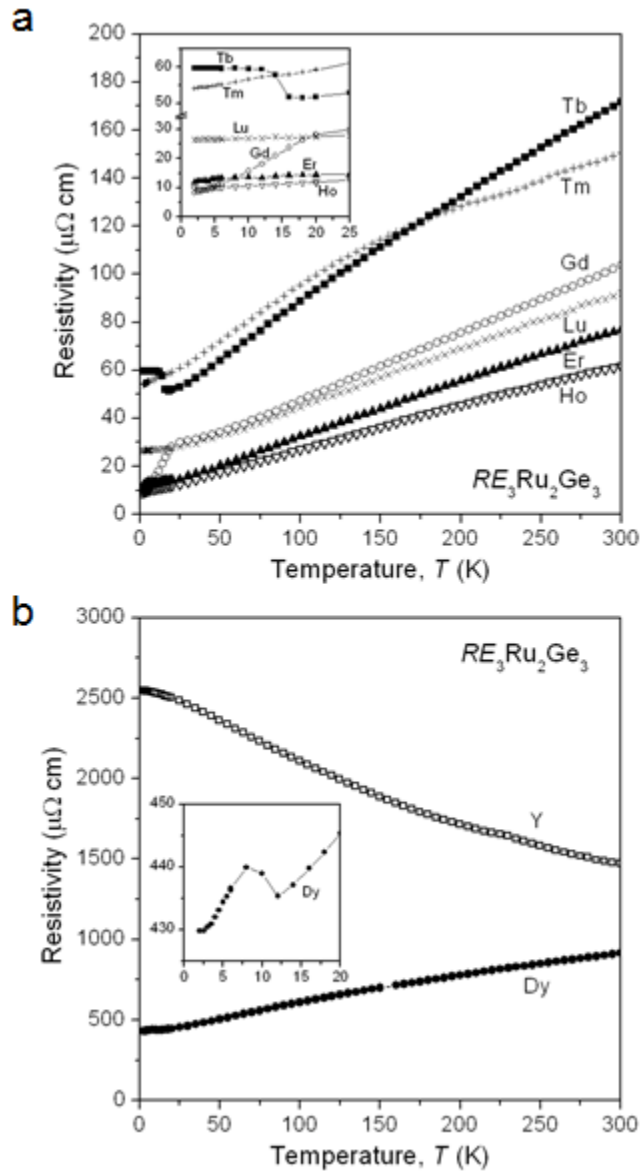 a
200
180
160
140
120
100
80
60
40
20
0
Resistivity (μΩ cm)
60
50
30
20
10
0
0 5 10 15 20 25
Tb
Tm
Lu
Gd
Er
Ho
Tb
Tm
Gd
Lu
Er
Ho
RE₃Ru₂Ge₃
0 50 100 150 200 250 300
Temperature, T (K)
b
3000
2500
2000
1500
1000
500
0
Resistivity (μΩ cm)
RE₃Ru₂Ge₃
450
440
430
0 5 10 15 20
Dy
Y
Dy
0 50 100 150 200 250 300
Temperature, T (K)